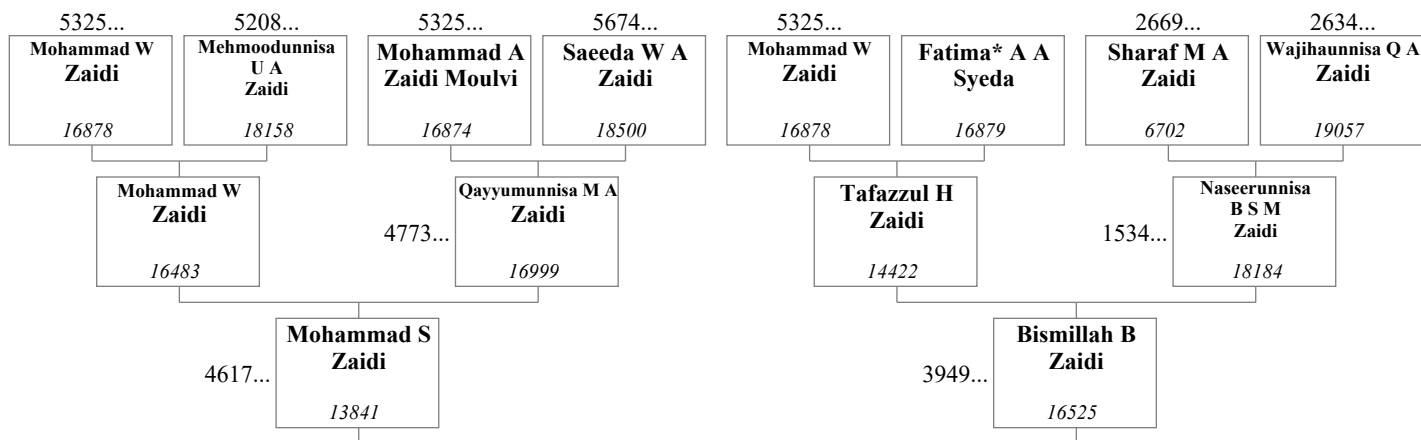 5325... 5208... 5325... 5674... 5325... 2669... 2634...
Mohammad W
Zaidi
16878
Mehmoodunnisa
U A
Zaidi
18158
Mohammad A
Zaidi Moulvi
16874
Saeeda W A
Zaidi
18500
Mohammad W
Zaidi
16878
Fatima* A A
Syeda
16879
Sharaf M A
Zaidi
6702
Wajihaunnisa Q A
Zaidi
19057
Mohammad W
Zaidi
16483
4773...
Qayyumunnisa M A
Zaidi
16999
Tafazzul H
Zaidi
14422
1534...
Naseerunnisa
B S M
Zaidi
18184
4617...
Mohammad S
Zaidi
13841
3949...
Bismillah B
Zaidi
16525